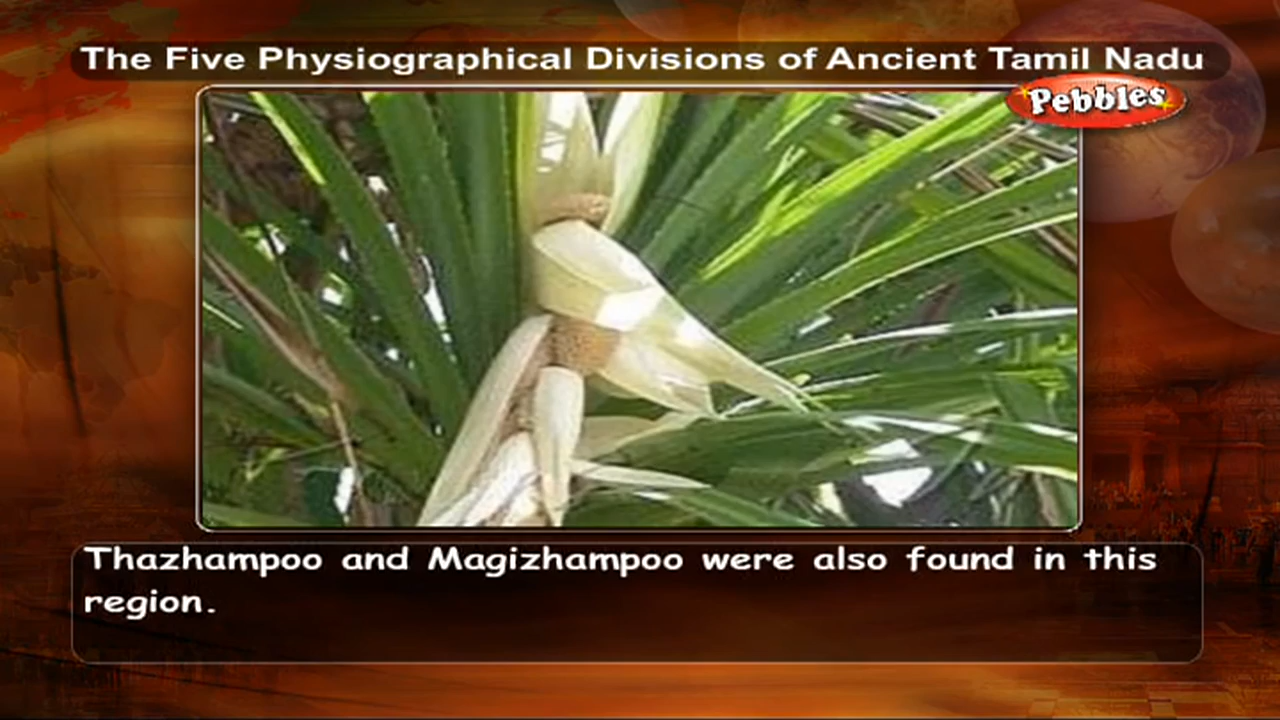 The Five Physiographical Divisions of Ancient Tamil Nadu
Pebbles
Thazhampoo and Magizhampoo were also found in this
region.